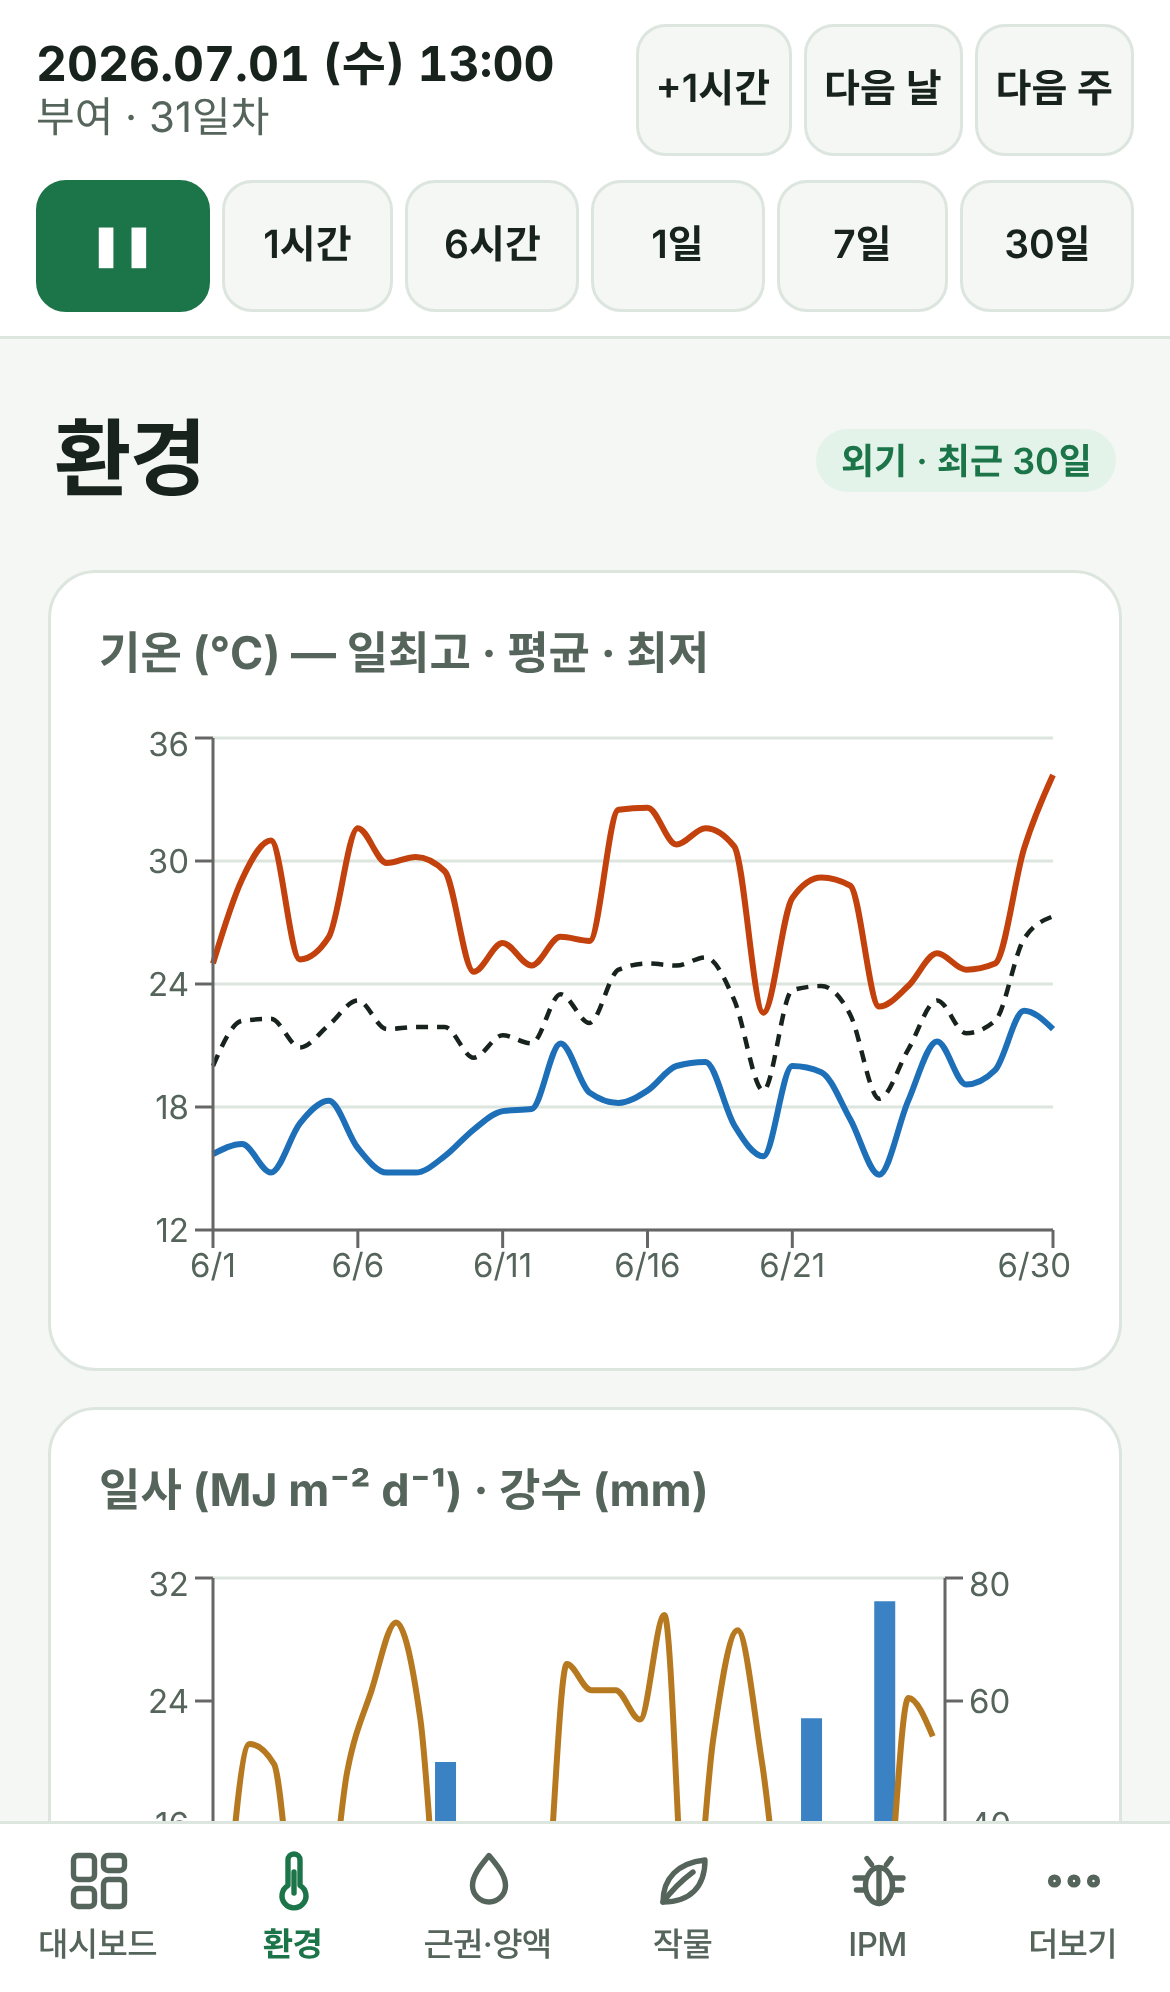 2026.07.01 (수) 13:00
부여 · 31일차
+1시간
다음 날
다음 주
1시간
6시간
1일
7일
30일
환경
외기 · 최근 30일
기온 (°C) — 일최고 · 평균 · 최저
36
30
24
18
12
6/1
6/6
6/11
6/16
6/21
6/30
일사 (MJ m⁻² d⁻¹) · 강수 (mm)
32
80
24
60
16
40
대시보드
환경
근권·양액
작물
IPM
더보기